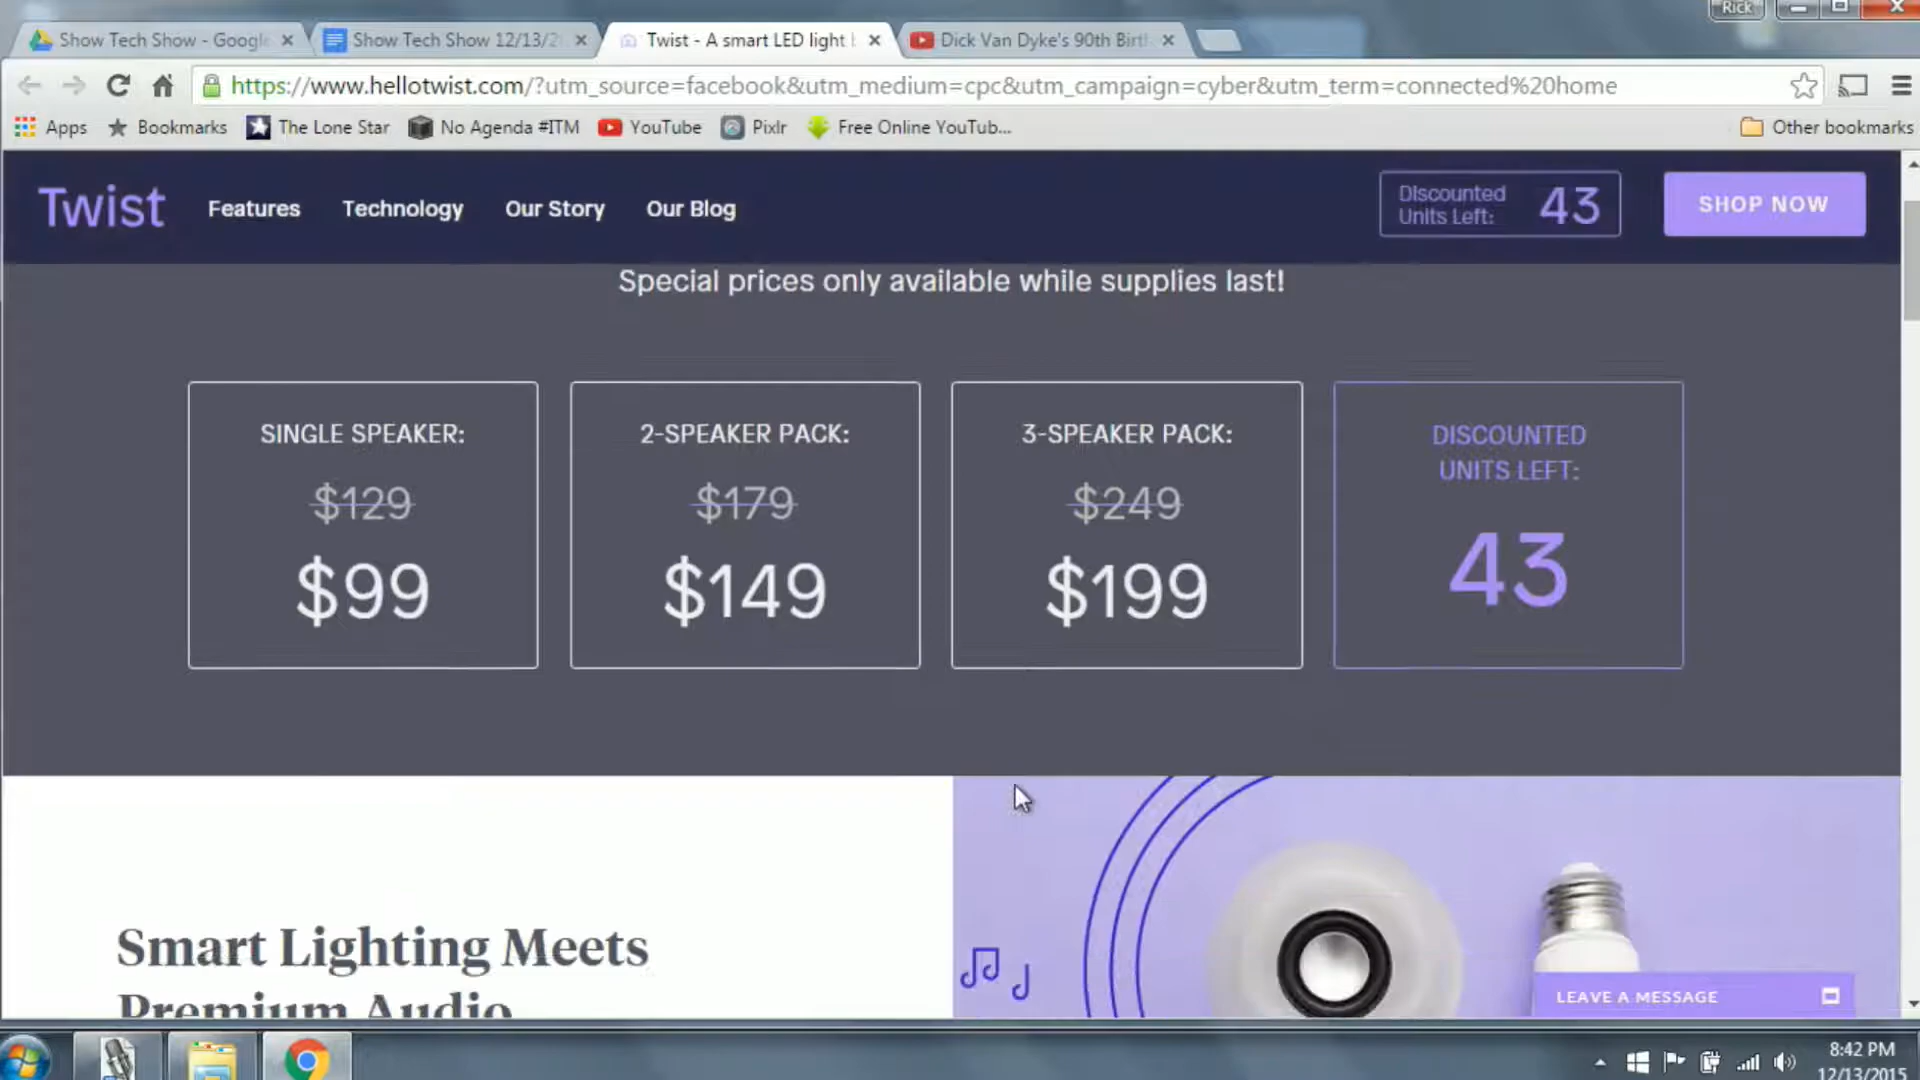 Rick
Show Tech Show - Google
Show Tech Show 12/13/2
Twist - A smart LED light b
Dick Van Dyke's 90th Birth
https://www.hellotwist.com/?utm_source=facebook&utm_medium=cpc&utm_campaign=cyber&utm_term=connected%20home
Apps
Bookmarks
The Lone Star
No Agenda #ITM
YouTube
Pixlr
Free Online YouTub...
Other bookmarks
Twist
Features
Technology
Our Story
Our Blog
Discounted
Units Left:
43
SHOP NOW
Special prices only available while supplies last!
SINGLE SPEAKER:
$129
$99
2-SPEAKER PACK:
$179
$149
3-SPEAKER PACK:
$249
$199
DISCOUNTED
UNITS LEFT:
43
Smart Lighting Meets
Premium Audio
LEAVE A MESSAGE
8:42 PM
12/13/2015